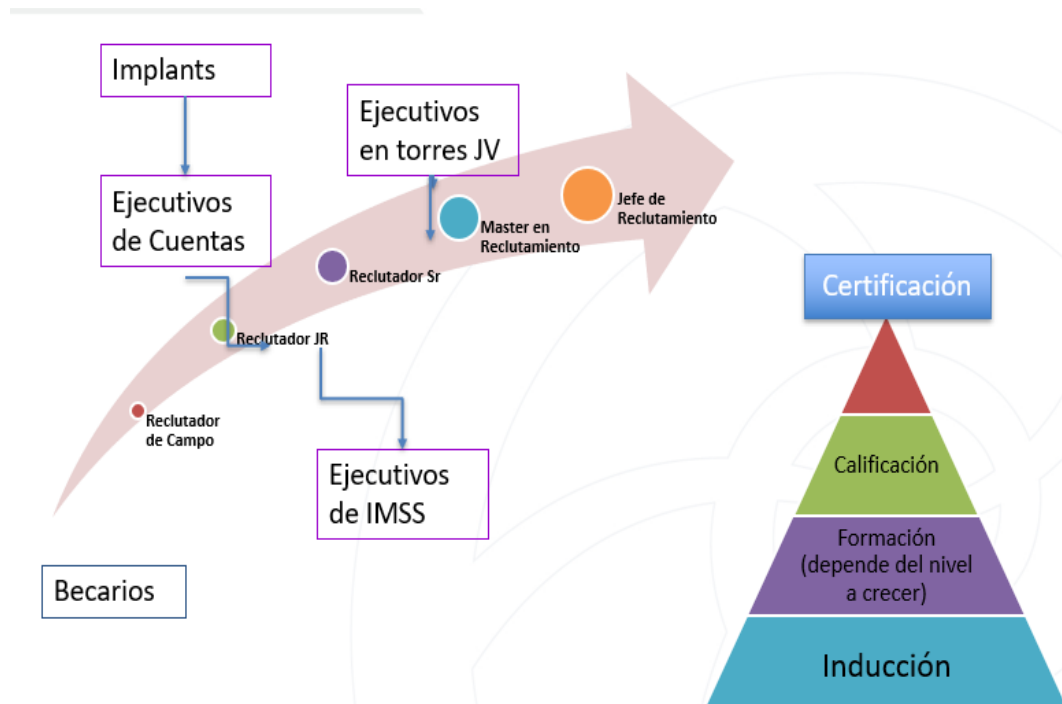 Implants
Ejecutivos
de Cuentas
Ejecutivos
en torres JV
Jefe de
Reclutamiento
Master en
Reclutamiento
Reclutador Sr
Reclutador JR
Reclutador
de Campo
Ejecutivos
de IMSS
Becarios
Certificación
Calificación
Formación
(depende del nivel
a crecer)
Inducción